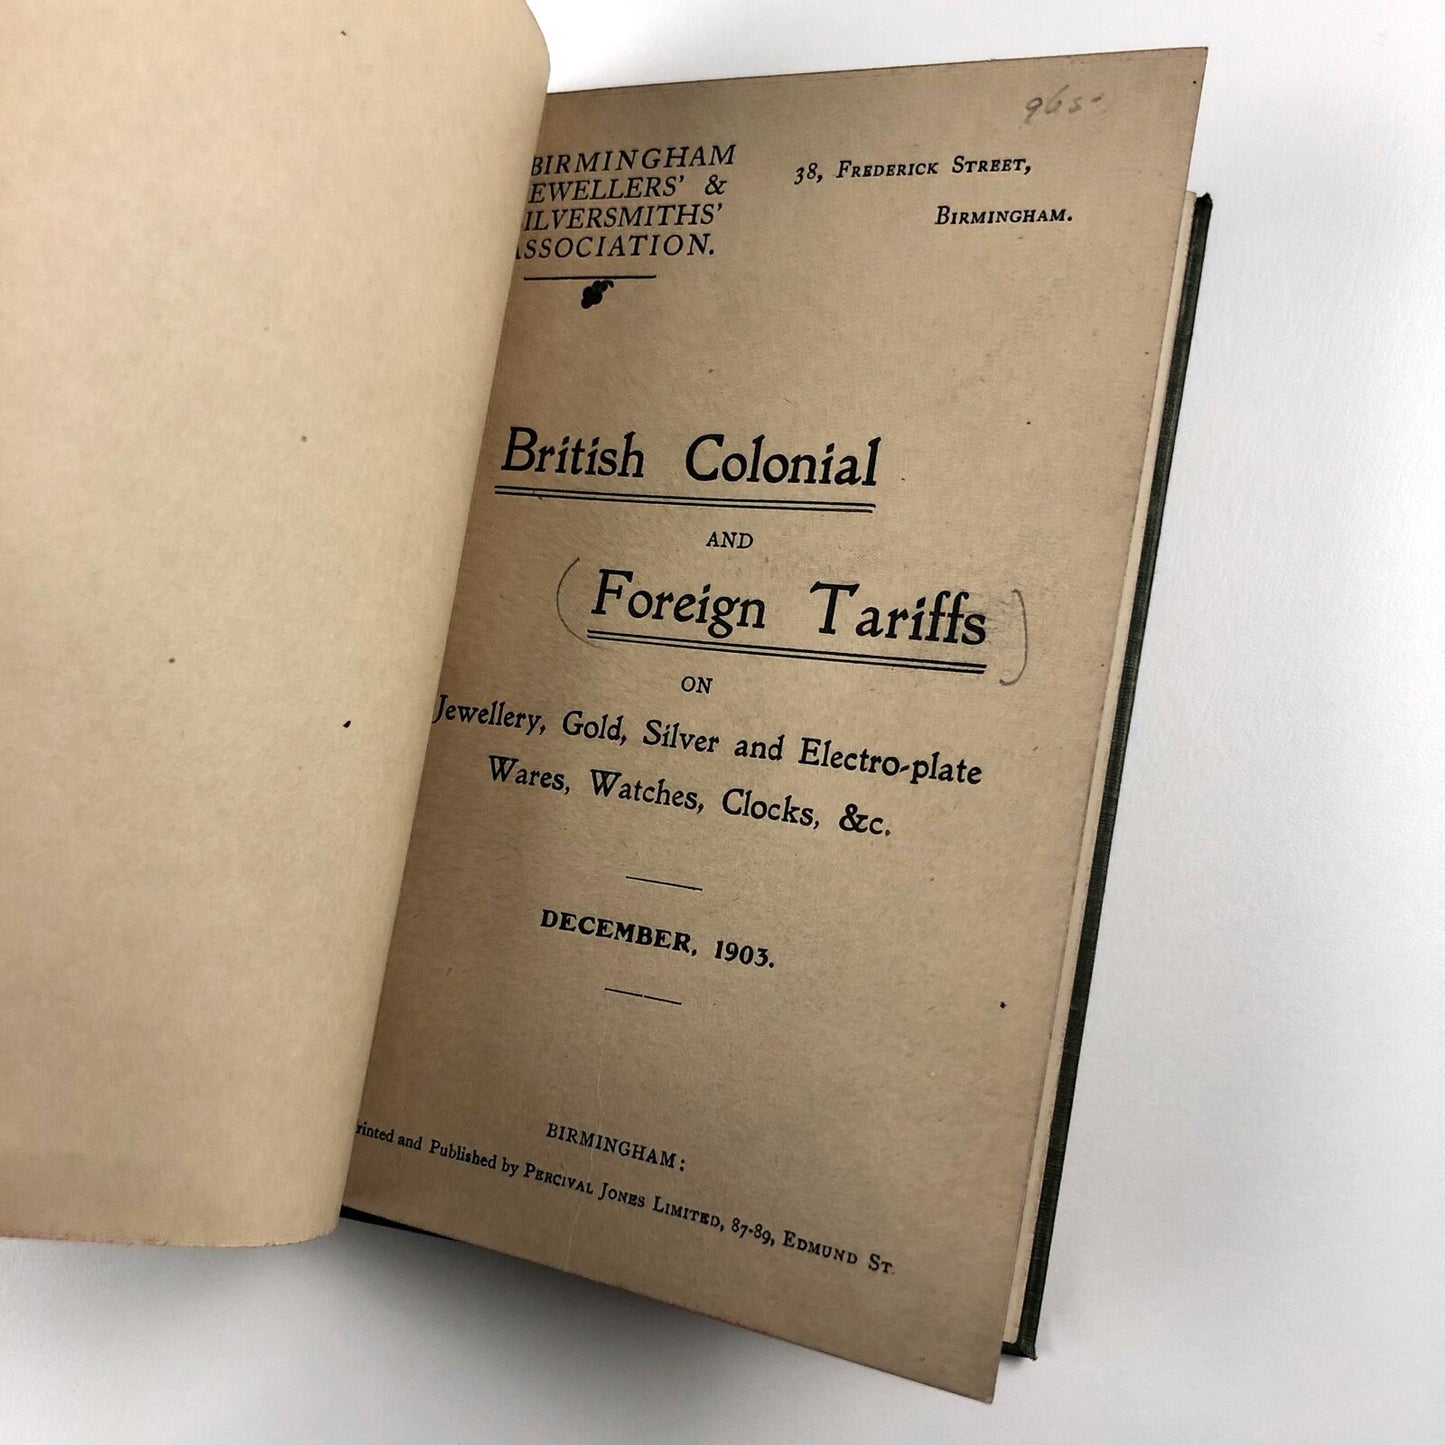 BIRMINGHAM
EWELLERS' &
ILVERSMITHS'
ASSOCIATION.
38, FREDERICK STREET,
BIRMINGHAM.
British Colonial
AND
Foreign Tariffs
ON
Jewellery, Gold, Silver and Electro-plate
Wares, Watches, Clocks, &c.
DECEMBER, 1903.
BIRMINGHAM:
rinted and Published by PERCIVAL JONES LIMITED, 87-89, EDMUND ST.